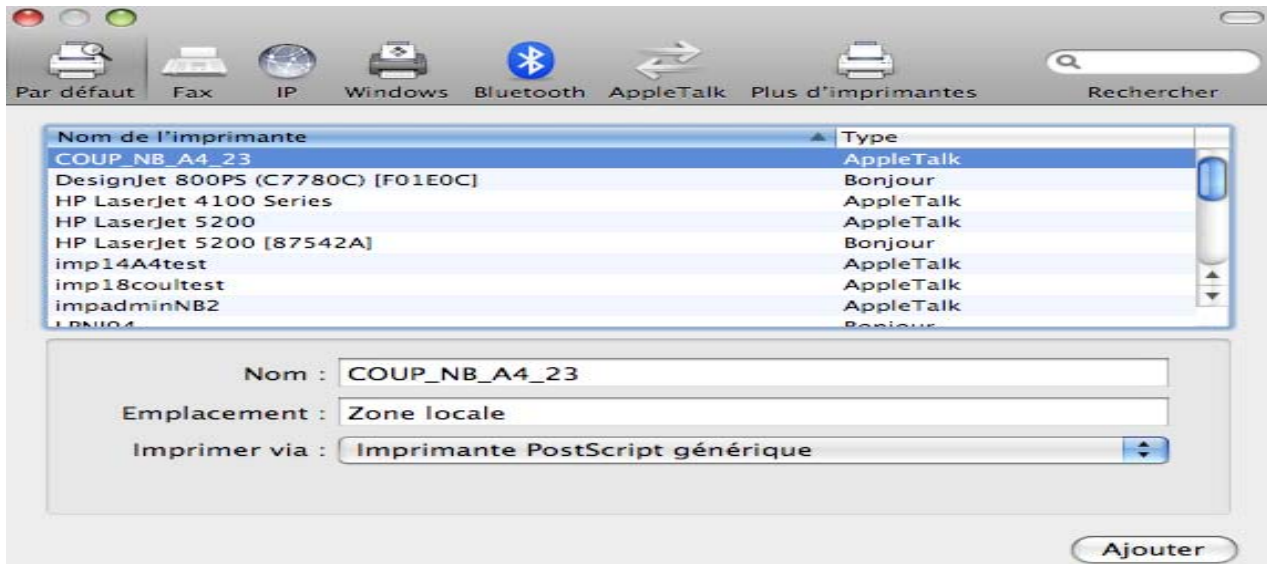 Par défaut Fax IP Windows Bluetooth AppleTalk Plus d'imprimantes Rechercher
Nom de l'imprimante Type
COUP_NB_A4_23 AppleTalk
DesignJet 800PS (C7780C) [F01E0C] Bonjour
HP LaserJet 4100 Series AppleTalk
HP LaserJet 5200 AppleTalk
HP LaserJet 5200 [87542A] Bonjour
imp14A4test AppleTalk
imp18coultest AppleTalk
impadminNB2 AppleTalk
Bonjour
Nom : COUP_NB_A4_23
Emplacement : Zone locale
Imprimer via : Imprimante PostScript générique
Ajouter